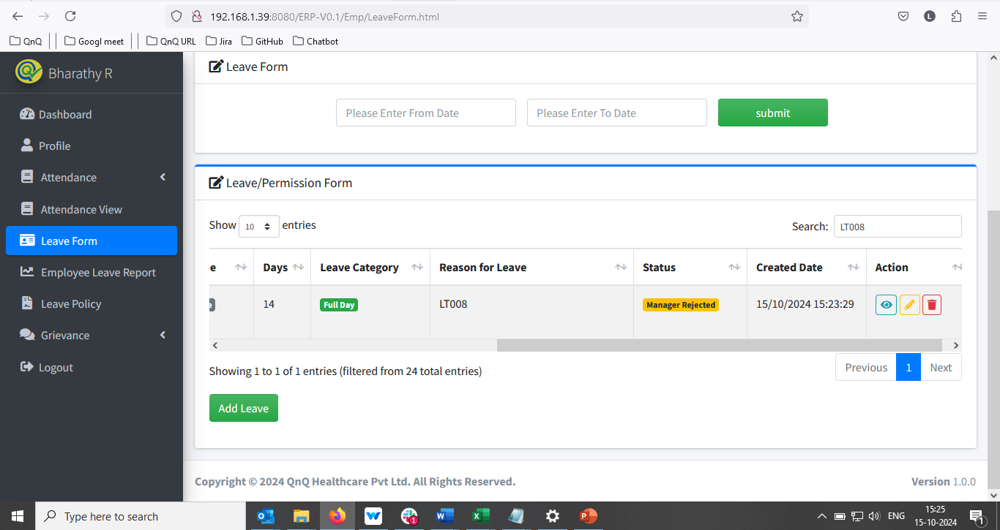 192.168.1.39:8080/ERP-V0.1/Emp/LeaveForm.html
L
QnQ
Googl meet
QnQ URL
Jira
GitHub
Chatbot
Bharathy R
Dashboard
Profile
Attendance
Attendance View
Leave Form
Employee Leave Report
Leave Policy
Grievance
Logout
Leave Form
Please Enter From Date
Please Enter To Date
submit
Leave/Permission Form
Show 10 entries
Search: LT008
e Days Leave Category Reason for Leave Status Created Date Action
e 14 Full Day LT008 Manager Rejected 15/10/2024 15:23:29
Showing 1 to 1 of 1 entries (filtered from 24 total entries)
Previous 1 Next
Add Leave
Copyright © 2024 QnQ Healthcare Pvt Ltd. All Rights Reserved.
Version 1.0.0
Type here to search
ENG
15:25
15-10-2024
1